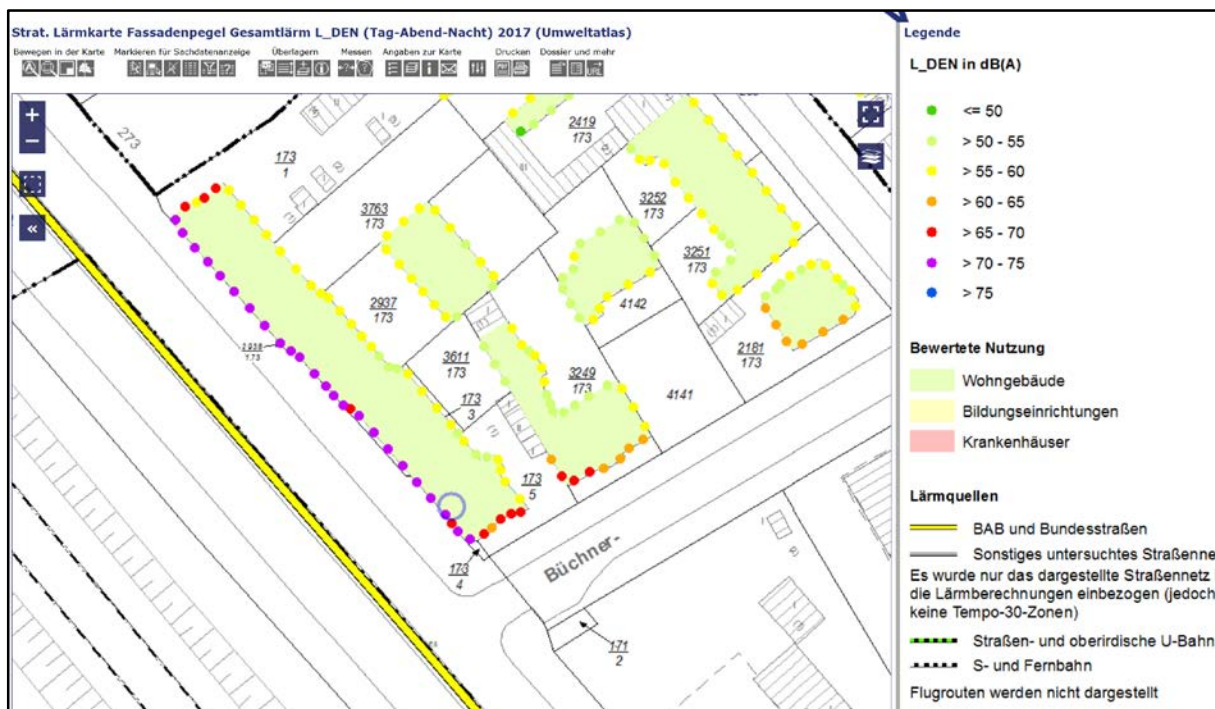 Strat. Lärmkarte Fassadenpegel Gesamtlärm L_DEN (Tag-Abend-Nacht) 2017 (Umweltatlas)
Bewegen in der Karte Markieren für Sachdatenanzeige Überlagern Messen Angaben zur Karte Drucken Dossier und mehr
URL
+
−
«
273
173
1
2419
173
3763
173
3252
173
3251
173
2937
173
4142
2938
173
3611
173
3249
173
2181
173
173
3
4141
173
5
173
4
Büchner-
171
2
Legende
L_DEN in dB(A)
<= 50
> 50 - 55
> 55 - 60
> 60 - 65
> 65 - 70
> 70 - 75
> 75
Bewertete Nutzung
Wohngebäude
Bildungseinrichtungen
Krankenhäuser
Lärmquellen
BAB und Bundesstraßen
Sonstiges untersuchtes Straßenne
Es wurde nur das dargestellte Straßennetz
die Lärmberechnungen einbezogen (jedoch
keine Tempo-30-Zonen)
Straßen- und oberirdische U-Bahn
S- und Fernbahn
Flugrouten werden nicht dargestellt